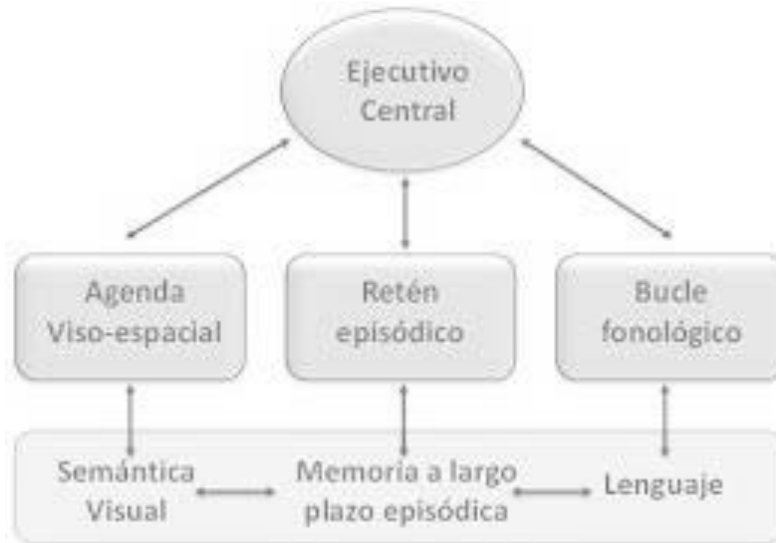 Ejecutivo
Central
Agenda
Viso-espacial
Retén
episódico
Bucle
fonológico
Semántica
Visual
Memoria a largo
plazo episódica
Lenguaje